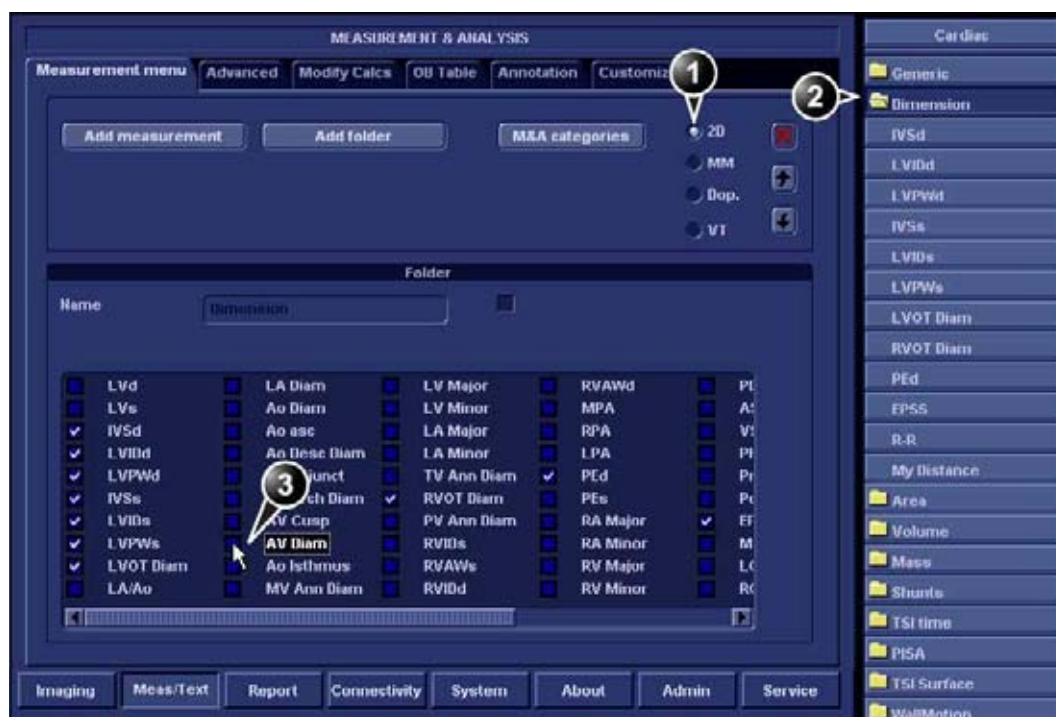 MEASUREMENT & ANALYSIS
Measurement menu Advanced Modify Calcs OB Table Annotation Customiz
1
Add measurement Add folder M&A categories 2D
MM
Dop.
VT
Folder
Name Dimension
LVd LA Diam LV Major RVAWd
LVs Ao Diam LV Minor MPA
IVSd Ao asc LA Major RPA
LVIDd Ao Desc Diam LA Minor LPA
LVPWd junct TV Ann Diam PEd
IVSs rch Diam RVOT Diam PEs
LVIDs AV Cusp PV Ann Diam RA Major
LVPWs AV Diam RVIDs RA Minor
LVOT Diam Ao Isthmus RVAWs RV Major
LA/Ao MV Ann Diam RVIDd RV Minor
3
Imaging Meas/Text Report Connectivity System About Admin Service
Cardiac
Generic
2
Dimension
IVSd
LVIDd
LVPWd
IVSs
LVIDs
LVPWs
LVOT Diam
RVOT Diam
PEd
EPSS
R-R
My Distance
Area
Volume
Mass
Shunts
TSI time
PISA
TSI Surface
WallMotion